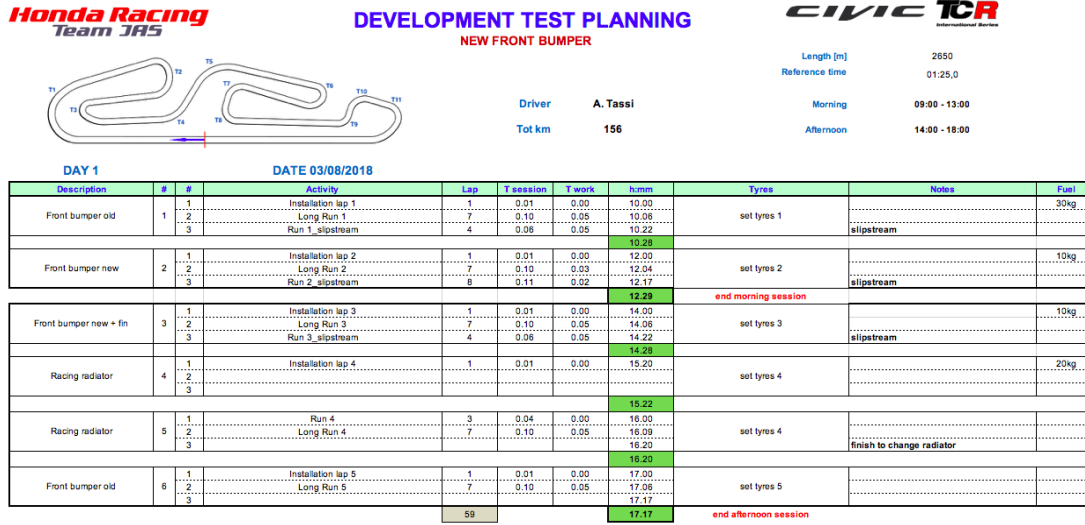 Honda Racing
Team JAS
DEVELOPMENT TEST PLANNING
NEW FRONT BUMPER
CIVIC TCR
International Series
T1
T2
T3
T4
T5
T6
T7
T8
T9
T10
T11
Driver A. Tassi
Tot km 156
Length [m] 2650
Reference time 01:25,0
Morning 09:00 - 13:00
Afternoon 14:00 - 18:00
DAY 1 DATE 03/08/2018
Description # # Activity Lap T session T work h:mm Tyres Notes Fuel
1 Installation lap 1 1 0.01 0.00 10.00 30kg
Front bumper old 1 2 Long Run 1 7 0.10 0.05 10.06 set tyres 1
3 Run 1_slipstream 4 0.06 0.05 10.22 slipstream
10.28
1 Installation lap 2 1 0.01 0.00 12.00 10kg
Front bumper new 2 2 Long Run 2 7 0.10 0.03 12.04 set tyres 2
3 Run 2_slipstream 8 0.11 0.02 12.17 slipstream
12.29 end morning session
1 Installation lap 3 1 0.01 0.00 14.00 10kg
Front bumper new + fin 3 2 Long Run 3 7 0.10 0.05 14.06 set tyres 3
3 Run 3_slipstream 4 0.06 0.05 14.22 slipstream
14.28
1 Installation lap 4 1 0.01 0.00 15.20 20kg
Racing radiator 4 2 set tyres 4
3
15.22
1 Run 4 3 0.04 0.00 16.00
Racing radiator 5 2 Long Run 4 7 0.10 0.05 16.09 set tyres 4
3 16.20 finish to change radiator
16.20
1 Installation lap 5 1 0.01 0.00 17.00
Front bumper old 6 2 Long Run 5 7 0.10 0.05 17.06 set tyres 5
3 17.17
59 17.17 end afternoon session